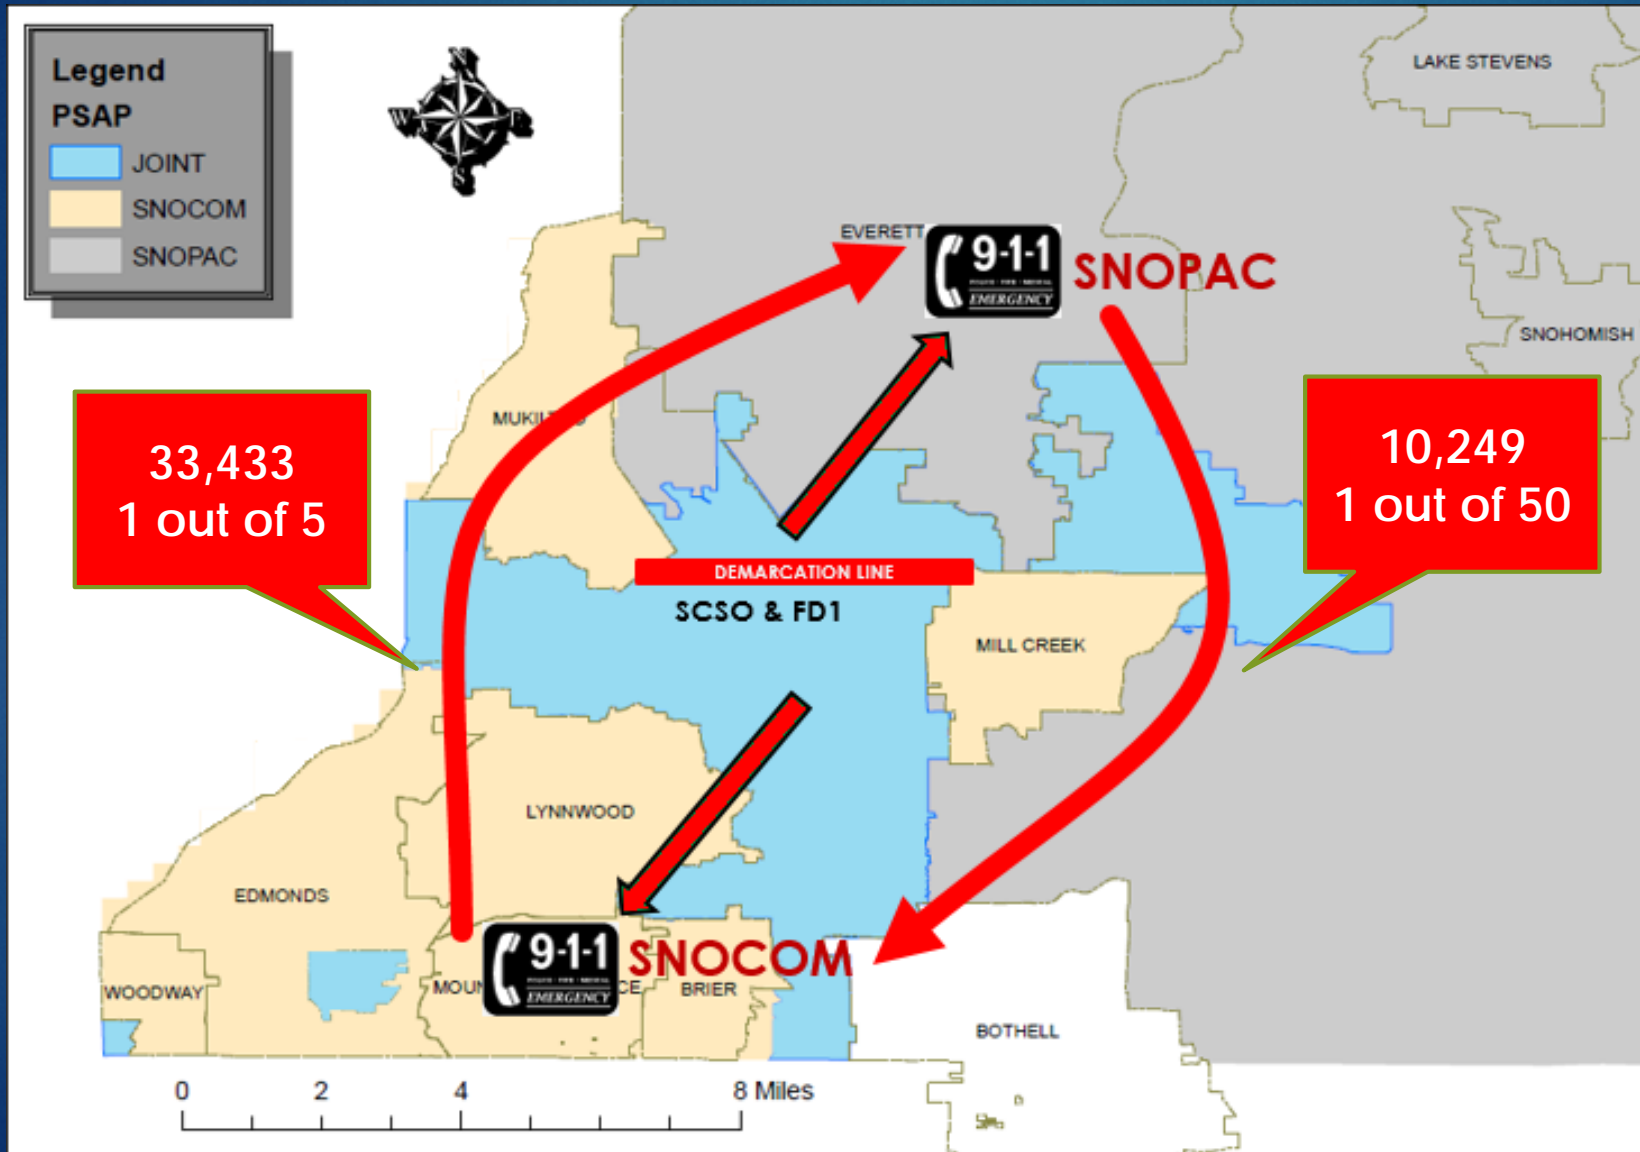 Legend
PSAP
JOINT
SNOCOM
SNOPAC
N
W
E
S
LAKE STEVENS
EVERETT
9-1-1
EMERGENCY
SNOPAC
SNOHOMISH
33,433
1 out of 5
10,249
1 out of 50
DEMARCATION LINE
SCSO & FD1
MILL CREEK
LYNNWOOD
EDMONDS
9-1-1
EMERGENCY
SNOCOM
WOODWAY
BRIER
BOTHELL
0 2 4 8 Miles